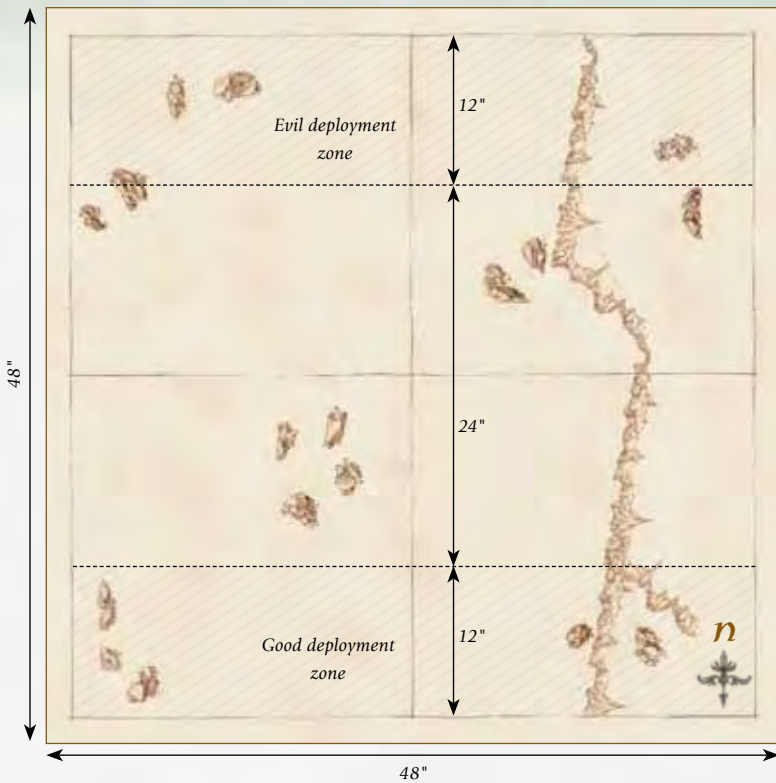 12"
Evil deployment
zone
48"
24"
Good deployment
zone
12"
n
48"